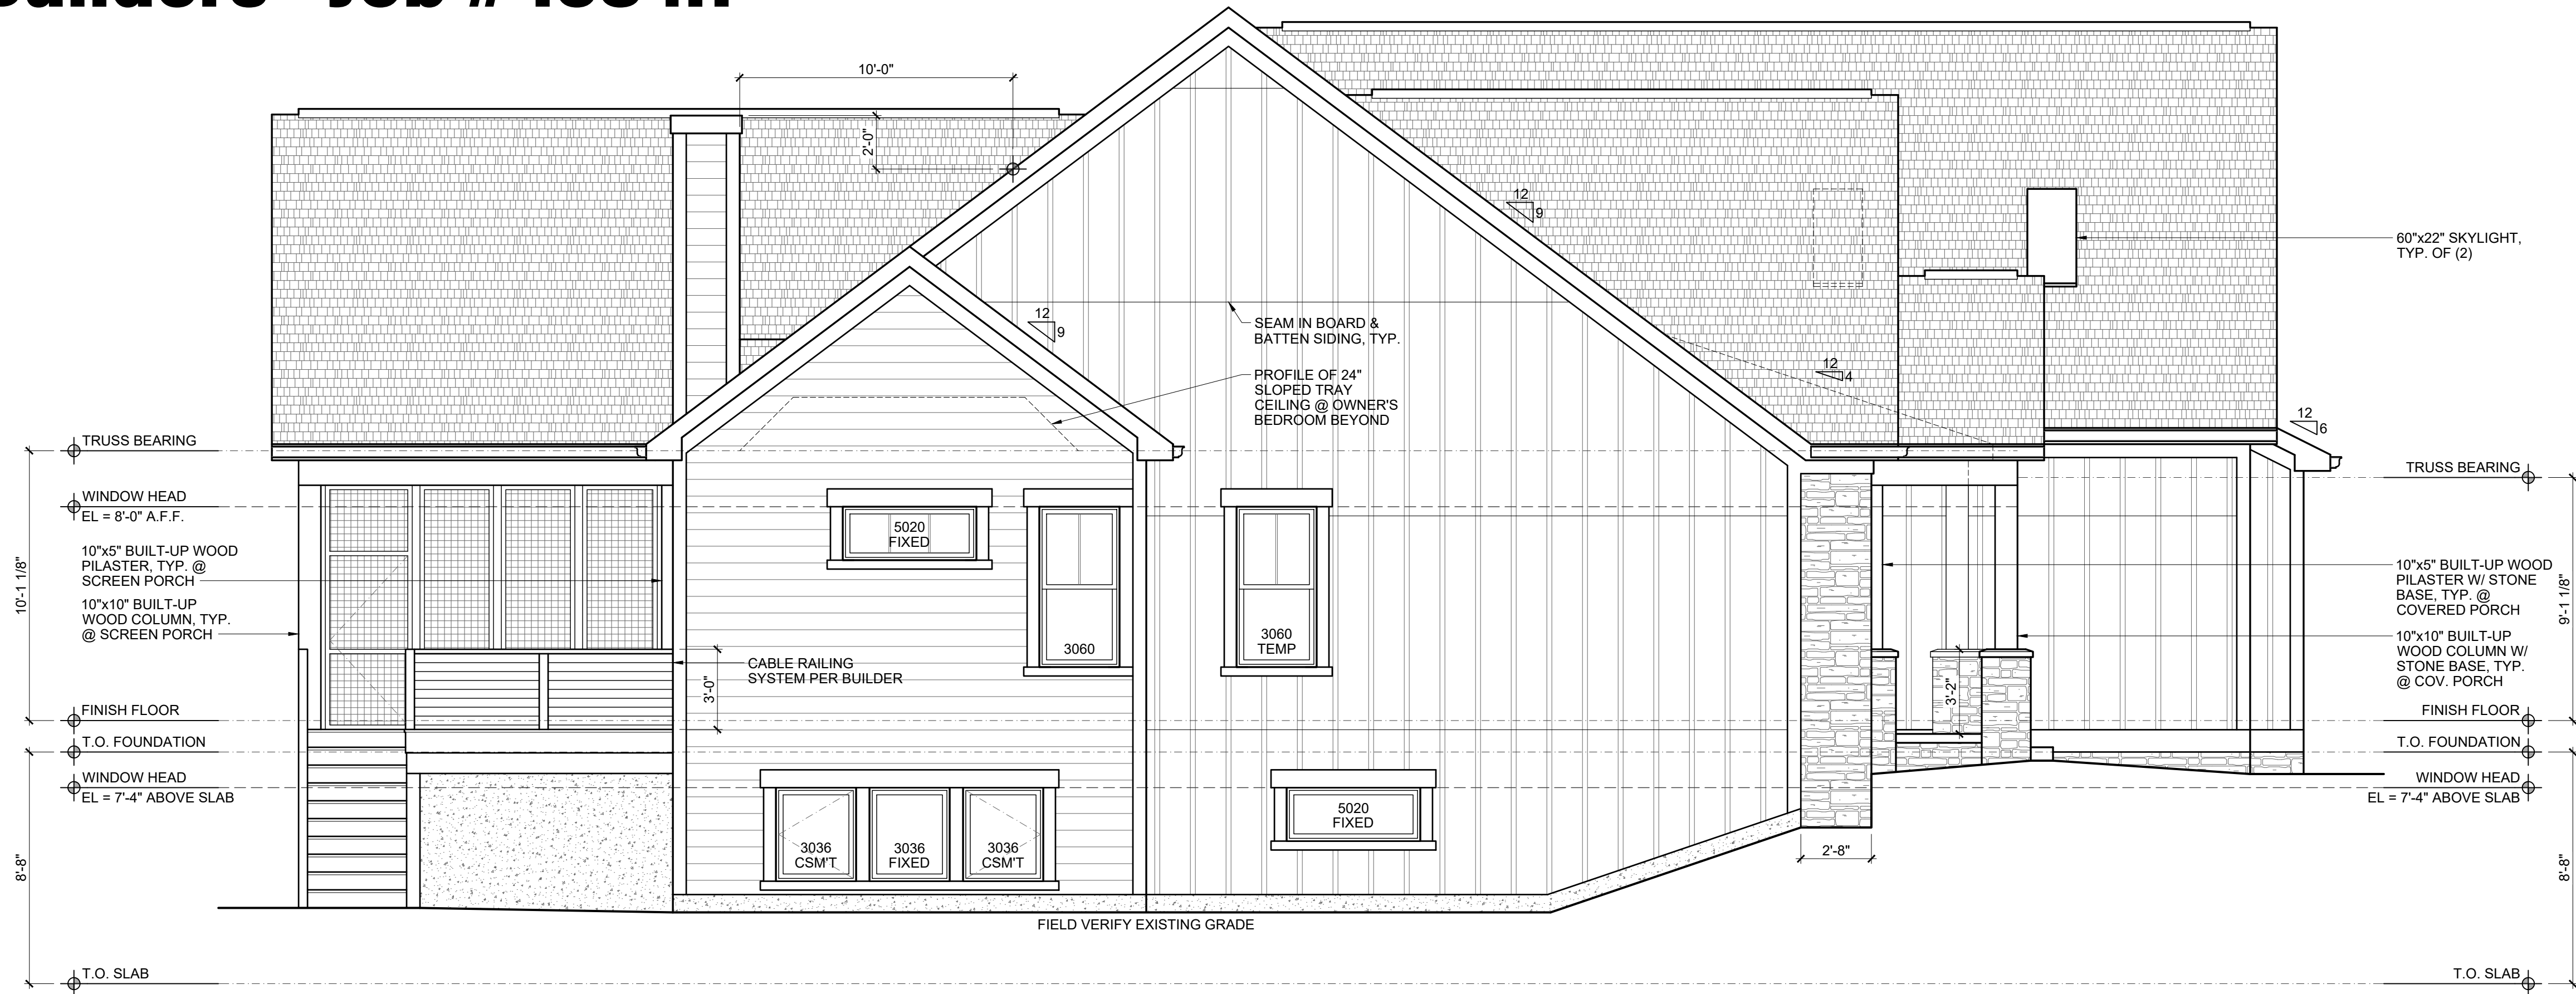 10'-0"
2'-0"
12
9
12
9
12
4
12
6
60"x22" SKYLIGHT,
TYP. OF (2)
SEAM IN BOARD &
BATTEN SIDING, TYP.
PROFILE OF 24"
SLOPED TRAY
CEILING @ OWNER'S
BEDROOM BEYOND
TRUSS BEARING
WINDOW HEAD
EL = 8'-0" A.F.F.
10"x5" BUILT-UP WOOD
PILASTER, TYP. @
SCREEN PORCH
10"x10" BUILT-UP
WOOD COLUMN, TYP.
@ SCREEN PORCH
10'-1 1/8"
FINISH FLOOR
T.O. FOUNDATION
WINDOW HEAD
EL = 7'-4" ABOVE SLAB
8'-8"
T.O. SLAB
5020
FIXED
3060
3060
TEMP
CABLE RAILING
SYSTEM PER BUILDER
3'-0"
3036
CSM'T
3036
FIXED
3036
CSM'T
5020
FIXED
FIELD VERIFY EXISTING GRADE
2'-8"
3'-2"
TRUSS BEARING
10"x5" BUILT-UP WOOD
PILASTER W/ STONE
BASE, TYP. @
COVERED PORCH
10"x10" BUILT-UP
WOOD COLUMN W/
STONE BASE, TYP.
@ COV. PORCH
9'-1 1/8"
FINISH FLOOR
T.O. FOUNDATION
WINDOW HEAD
EL = 7'-4" ABOVE SLAB
8'-8"
T.O. SLAB